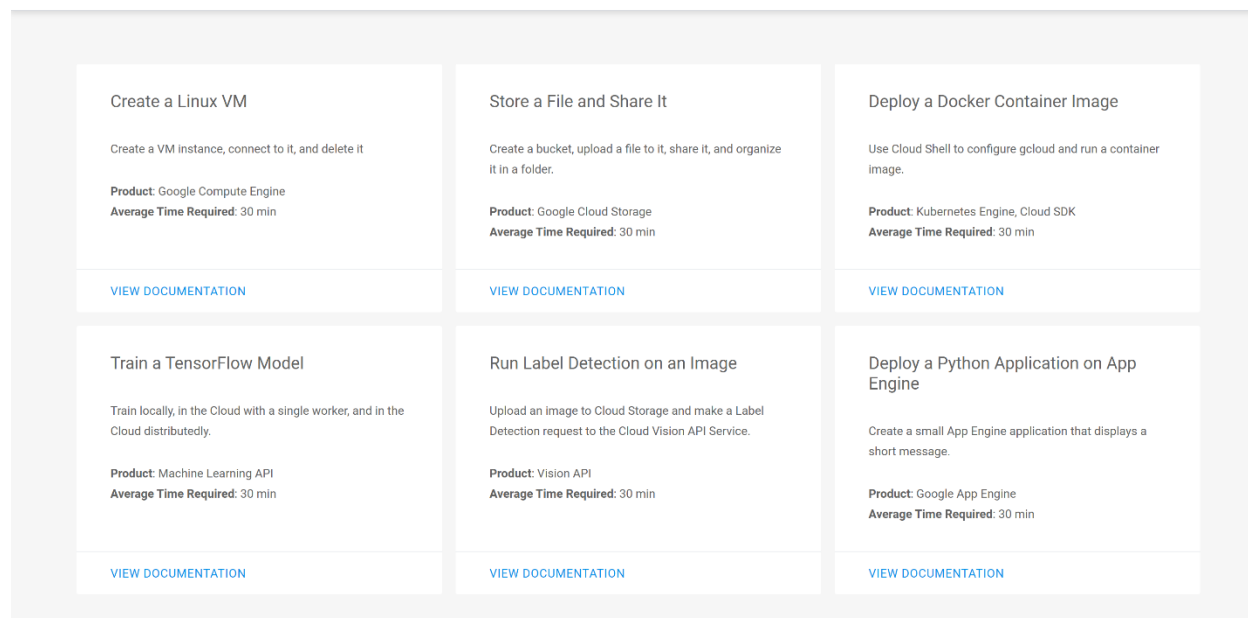 Create a Linux VM
Create a VM instance, connect to it, and delete it
Product: Google Compute Engine
Average Time Required: 30 min
VIEW DOCUMENTATION
Store a File and Share It
Create a bucket, upload a file to it, share it, and organize
it in a folder.
Product: Google Cloud Storage
Average Time Required: 30 min
VIEW DOCUMENTATION
Deploy a Docker Container Image
Use Cloud Shell to configure gcloud and run a container
image.
Product: Kubernetes Engine, Cloud SDK
Average Time Required: 30 min
VIEW DOCUMENTATION
Train a TensorFlow Model
Train locally, in the Cloud with a single worker, and in the
Cloud distributedly.
Product: Machine Learning API
Average Time Required: 30 min
VIEW DOCUMENTATION
Run Label Detection on an Image
Upload an image to Cloud Storage and make a Label
Detection request to the Cloud Vision API Service.
Product: Vision API
Average Time Required: 30 min
VIEW DOCUMENTATION
Deploy a Python Application on App
Engine
Create a small App Engine application that displays a
short message.
Product: Google App Engine
Average Time Required: 30 min
VIEW DOCUMENTATION